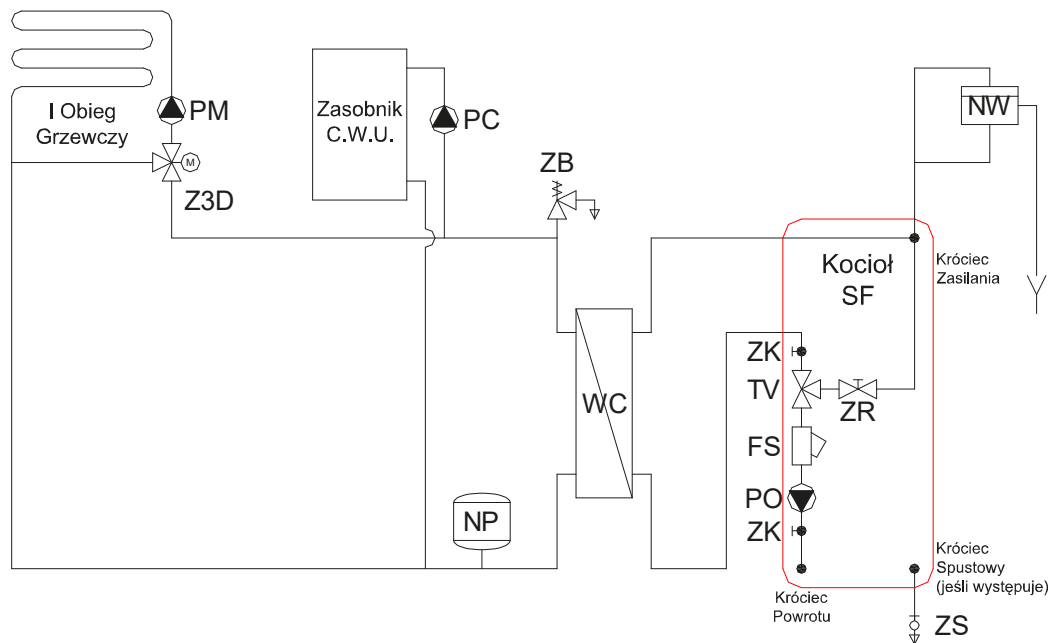 I Obieg
Grzewczy
PM
M
Z3D
Zasobnik
C.W.U.
PC
ZB
NW
Kocioł
SF
Króciec
Zasilania
ZK
TV
ZR
WC
FS
PO
NP
ZK
Króciec
Powrotu
Króciec
Spustowy
(jeśli występuje)
ZS